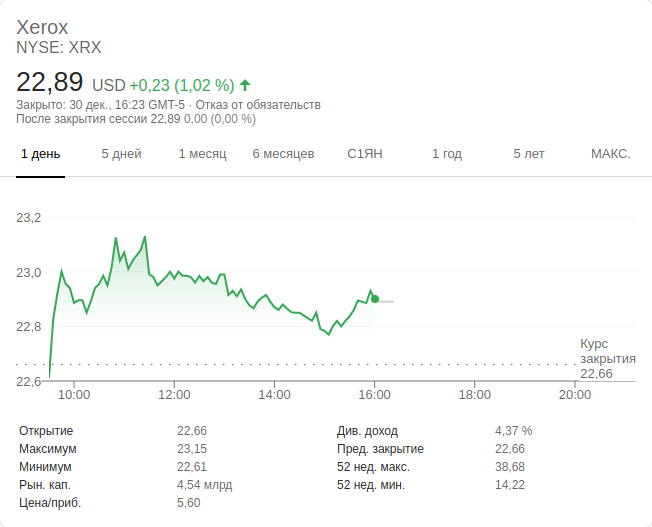 Xerox
NYSE: XRX
22,89 USD +0,23 (1,02 %)
Закрыто: 30 дек., 16:23 GMT-5 · Отказ от обязательств
После закрытия сессии 22,89 0,00 (0,00 %)
1 день 5 дней 1 месяц 6 месяцев С1ЯН 1 год 5 лет МАКС.
23,2
23,0
22,8
22,6
Курс
закрытия
22,66
10:00 12:00 14:00 16:00 18:00 20:00
Открытие 22,66 Див. доход 4,37 %
Максимум 23,15 Пред. закрытие 22,66
Минимум 22,61 52 нед. макс. 38,68
Рын. кап. 4,54 млрд 52 нед. мин. 14,22
Цена/приб. 5,60